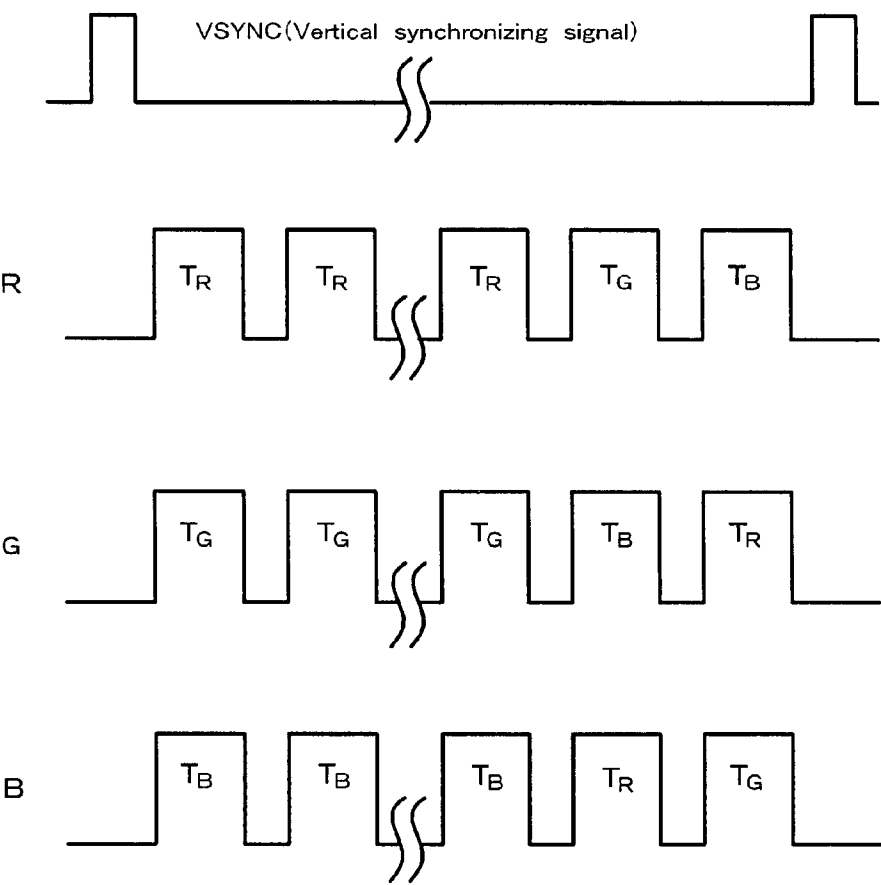 VSYNC(Vertical synchronizing signal)
R TR TR TR TG TB
G TG TG TG TB TR
B TB TB TB TR TG